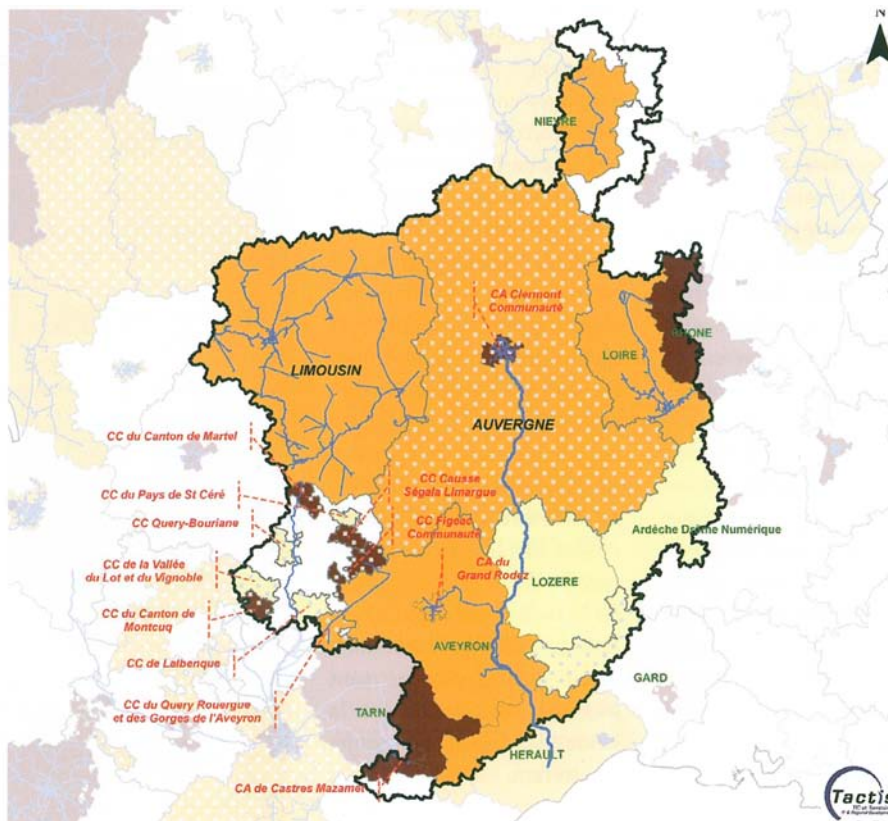 N
NIEVRE
CA Clermont
Communauté
RHONE
LOIRE
LIMOUSIN
AUVERGNE
CC du Canton de Martel
CC Causse
Ségala Limargue
CC du Pays de St Céré
CC Figeac
Communauté
CC Query-Bouriane
Ardèche Drôme Numérique
CC de la Vallée
du Lot et du Vignoble
CA du
Grand Rodez
LOZERE
CC du Canton de
Montcuq
AVEYRON
CC de Lalbenque
GARD
CC du Query Rouergue
et des Gorges de l'Aveyron
TARN
HERAULT
CA de Castres Mazamet
Tactis